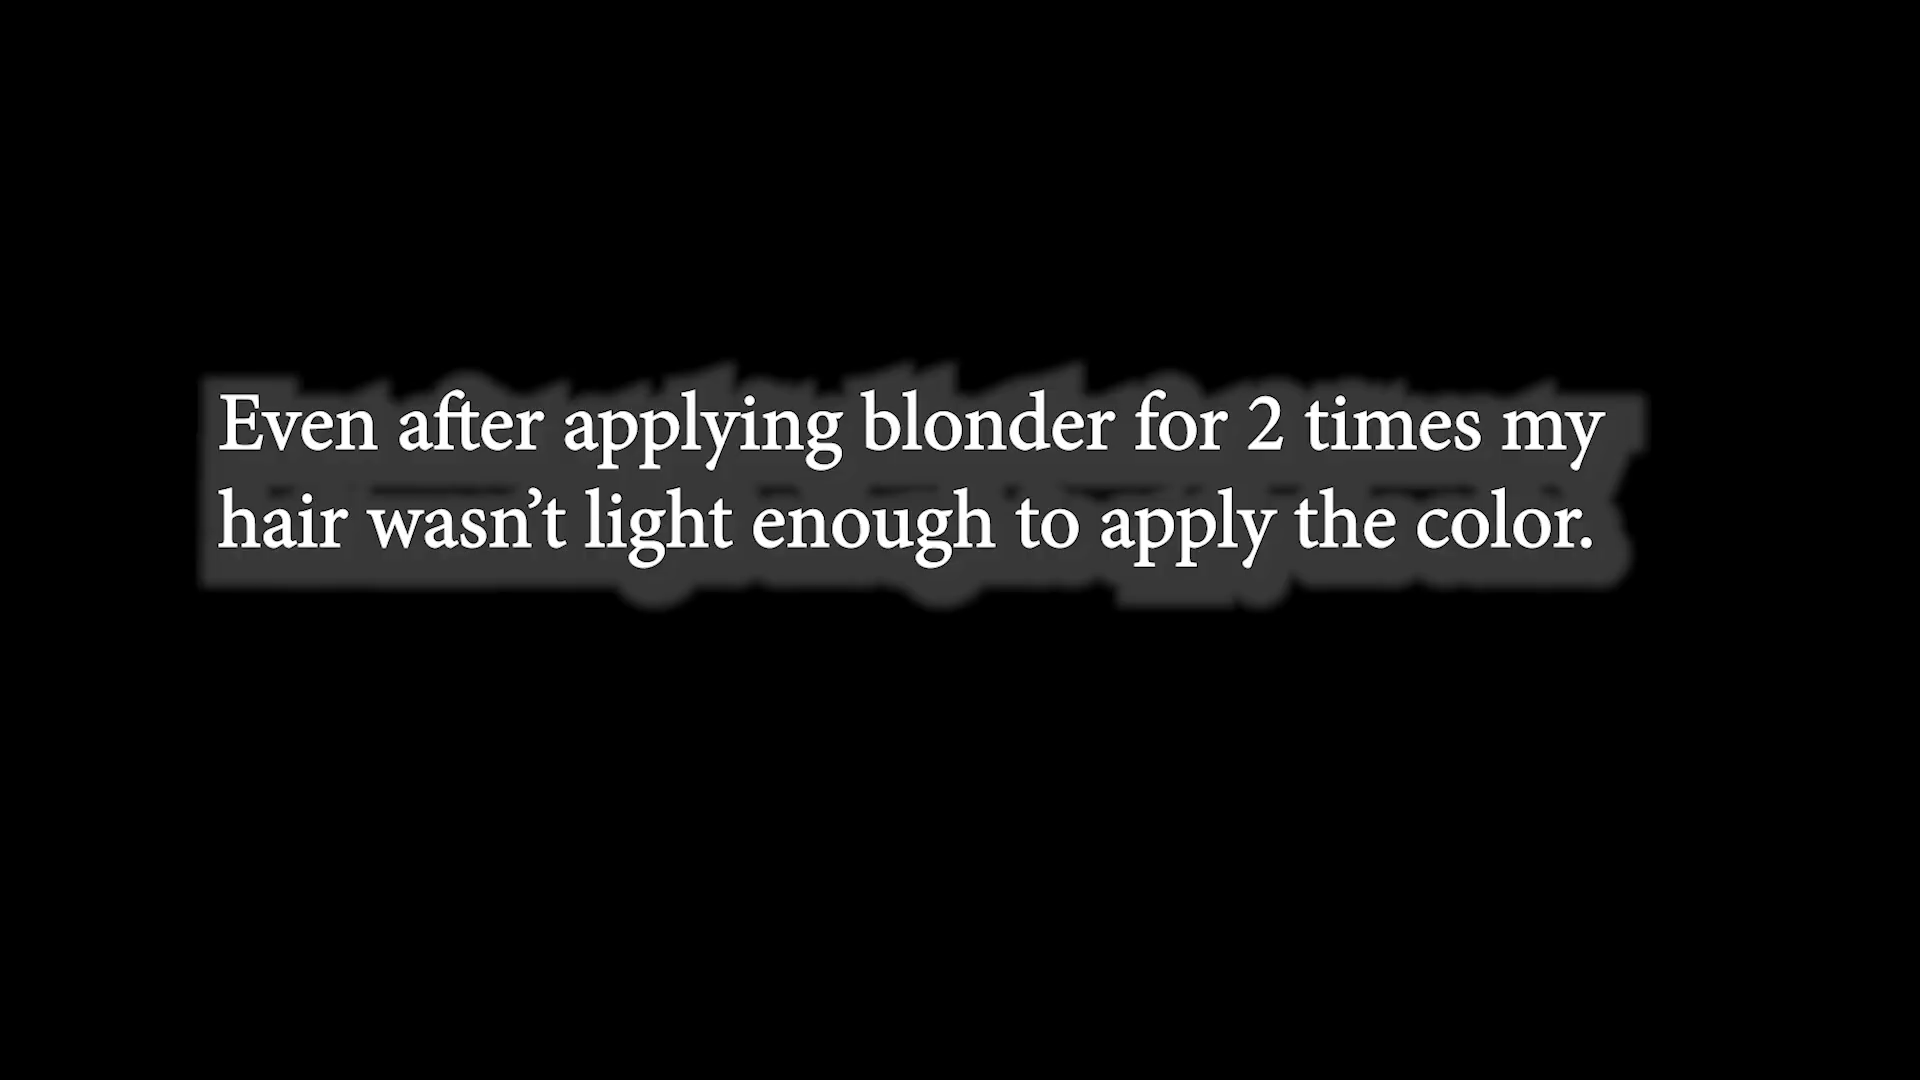 Even after applying blonder for 2 times my
hair wasn’t light enough to apply the color.